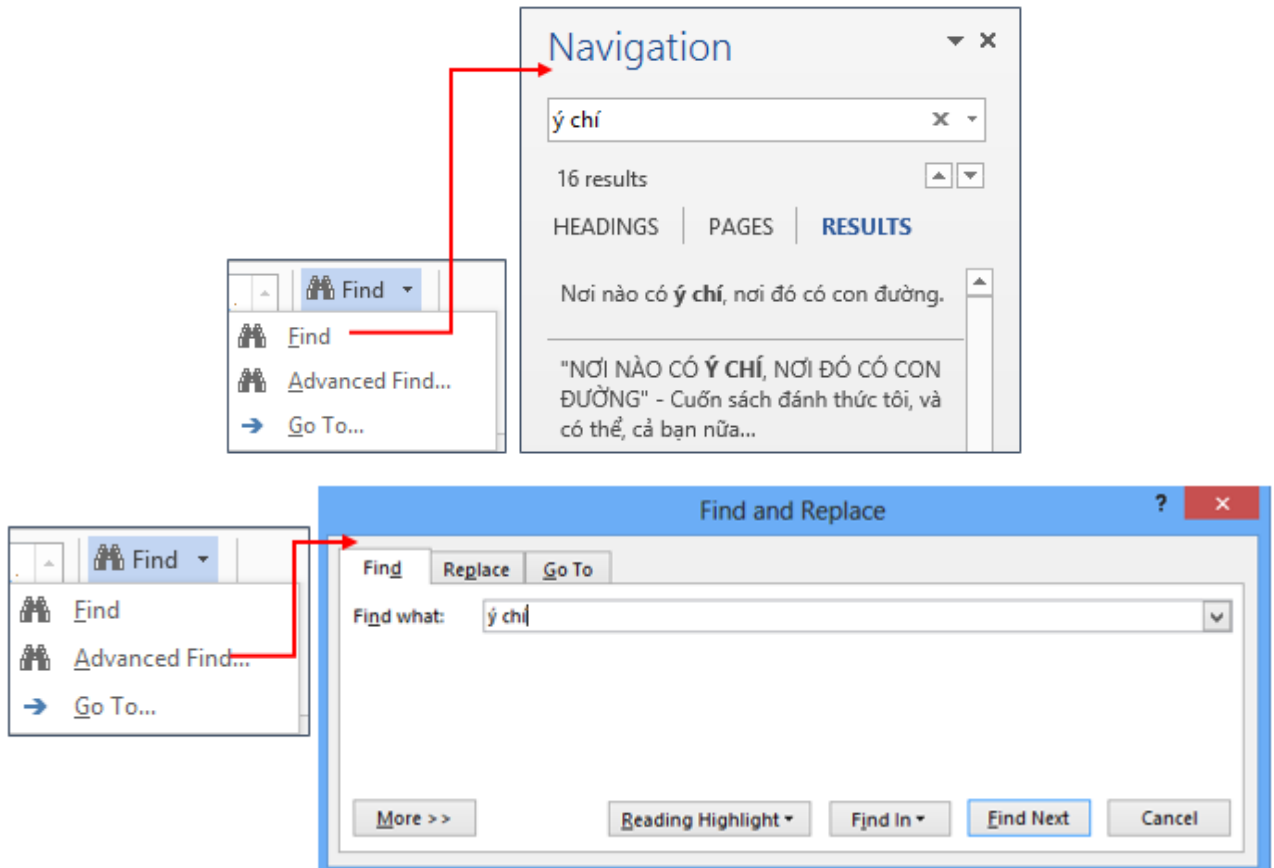 Navigation
ý chí
16 results
HEADINGS PAGES RESULTS
Find
Find
Advanced Find...
Go To...
Nơi nào có ý chí, nơi đó có con đường.
"NƠI NÀO CÓ Ý CHÍ, NƠI ĐÓ CÓ CON
ĐƯỜNG" - Cuốn sách đánh thức tôi, và
có thể, cả bạn nữa...
Find
Find
Advanced Find...
Go To...
Find and Replace
Find Replace Go To
Find what: ý chí
More >> Reading Highlight Find In Find Next Cancel